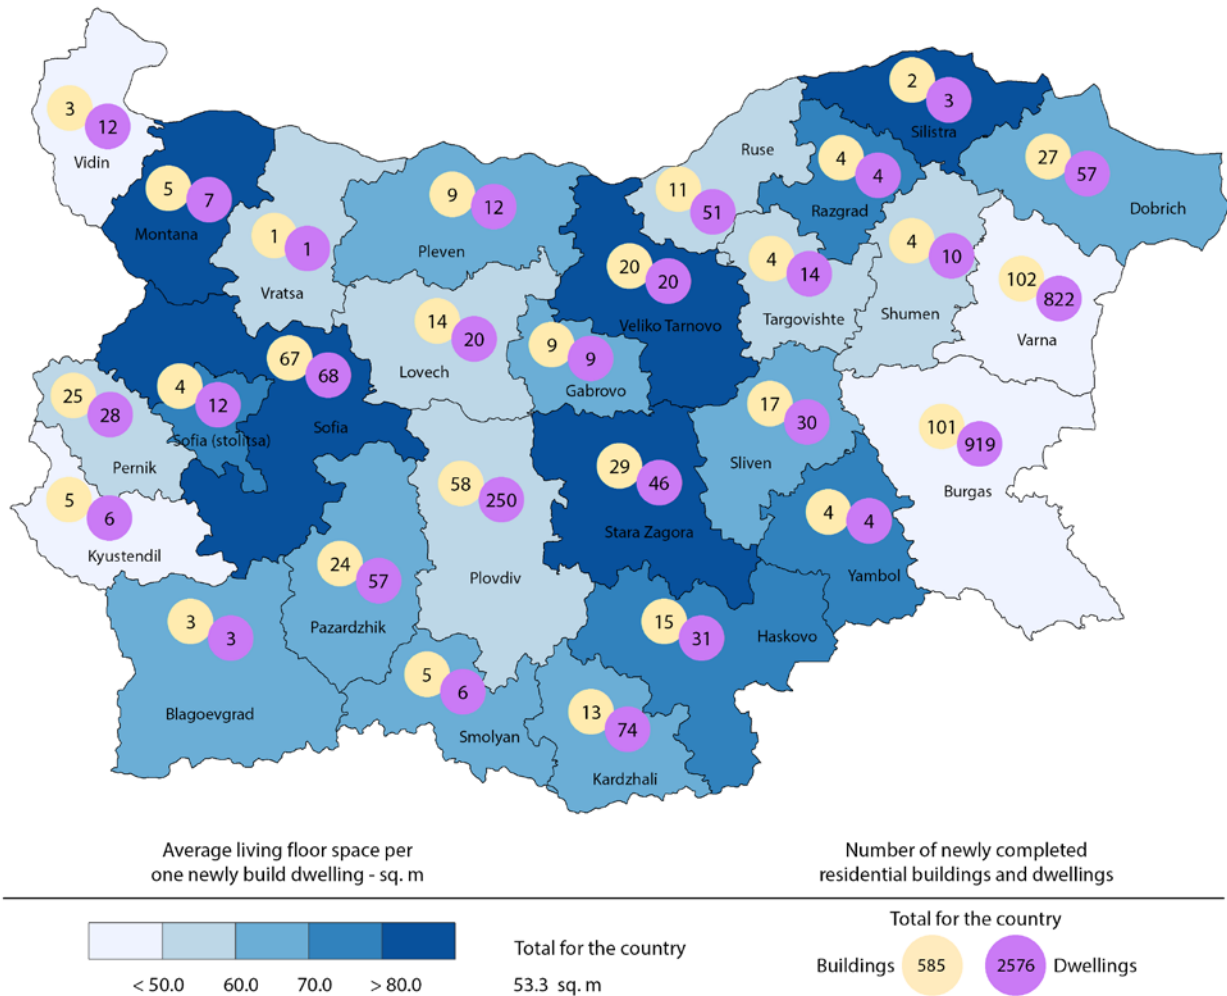 2
3
Silistra
3
12
Vidin
Ruse
4
4
Razgrad
27
57
Dobrich
5
7
Montana
9
12
Pleven
11
51
1
1
Vratsa
20
20
Veliko Tarnovo
4
14
Targovishte
4
10
Shumen
102
822
Varna
14
20
Lovech
9
9
Gabrovo
67
68
Sofia
4
12
Sofia (stolitsa)
25
28
Pernik
17
30
Sliven
101
919
Burgas
5
6
Kyustendil
58
250
Plovdiv
29
46
Stara Zagora
4
4
Yambol
24
57
Pazardzhik
15
31
Haskovo
3
3
Blagoevgrad
5
6
Smolyan
13
74
Kardzhali
Average living floor space per
one newly build dwelling - sq. m
Number of newly completed
residential buildings and dwellings
< 50.0 60.0 70.0 > 80.0
Total for the country
53.3 sq. m
Total for the country
Buildings 585 2576 Dwellings